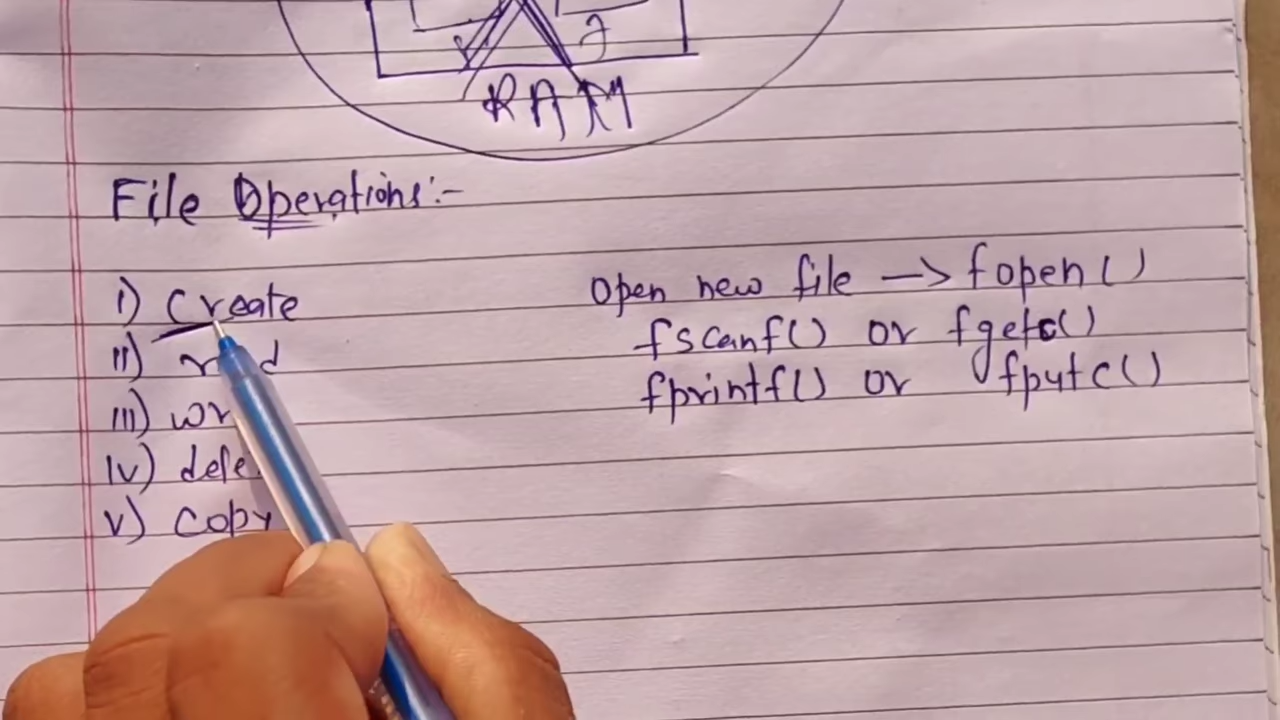 RAM
File Operations:-
i) Create
ii)
iii)
iv)
v) Copy
Open new file -> fopen()
fscanf() or fgetc()
fprintf() or fputc()